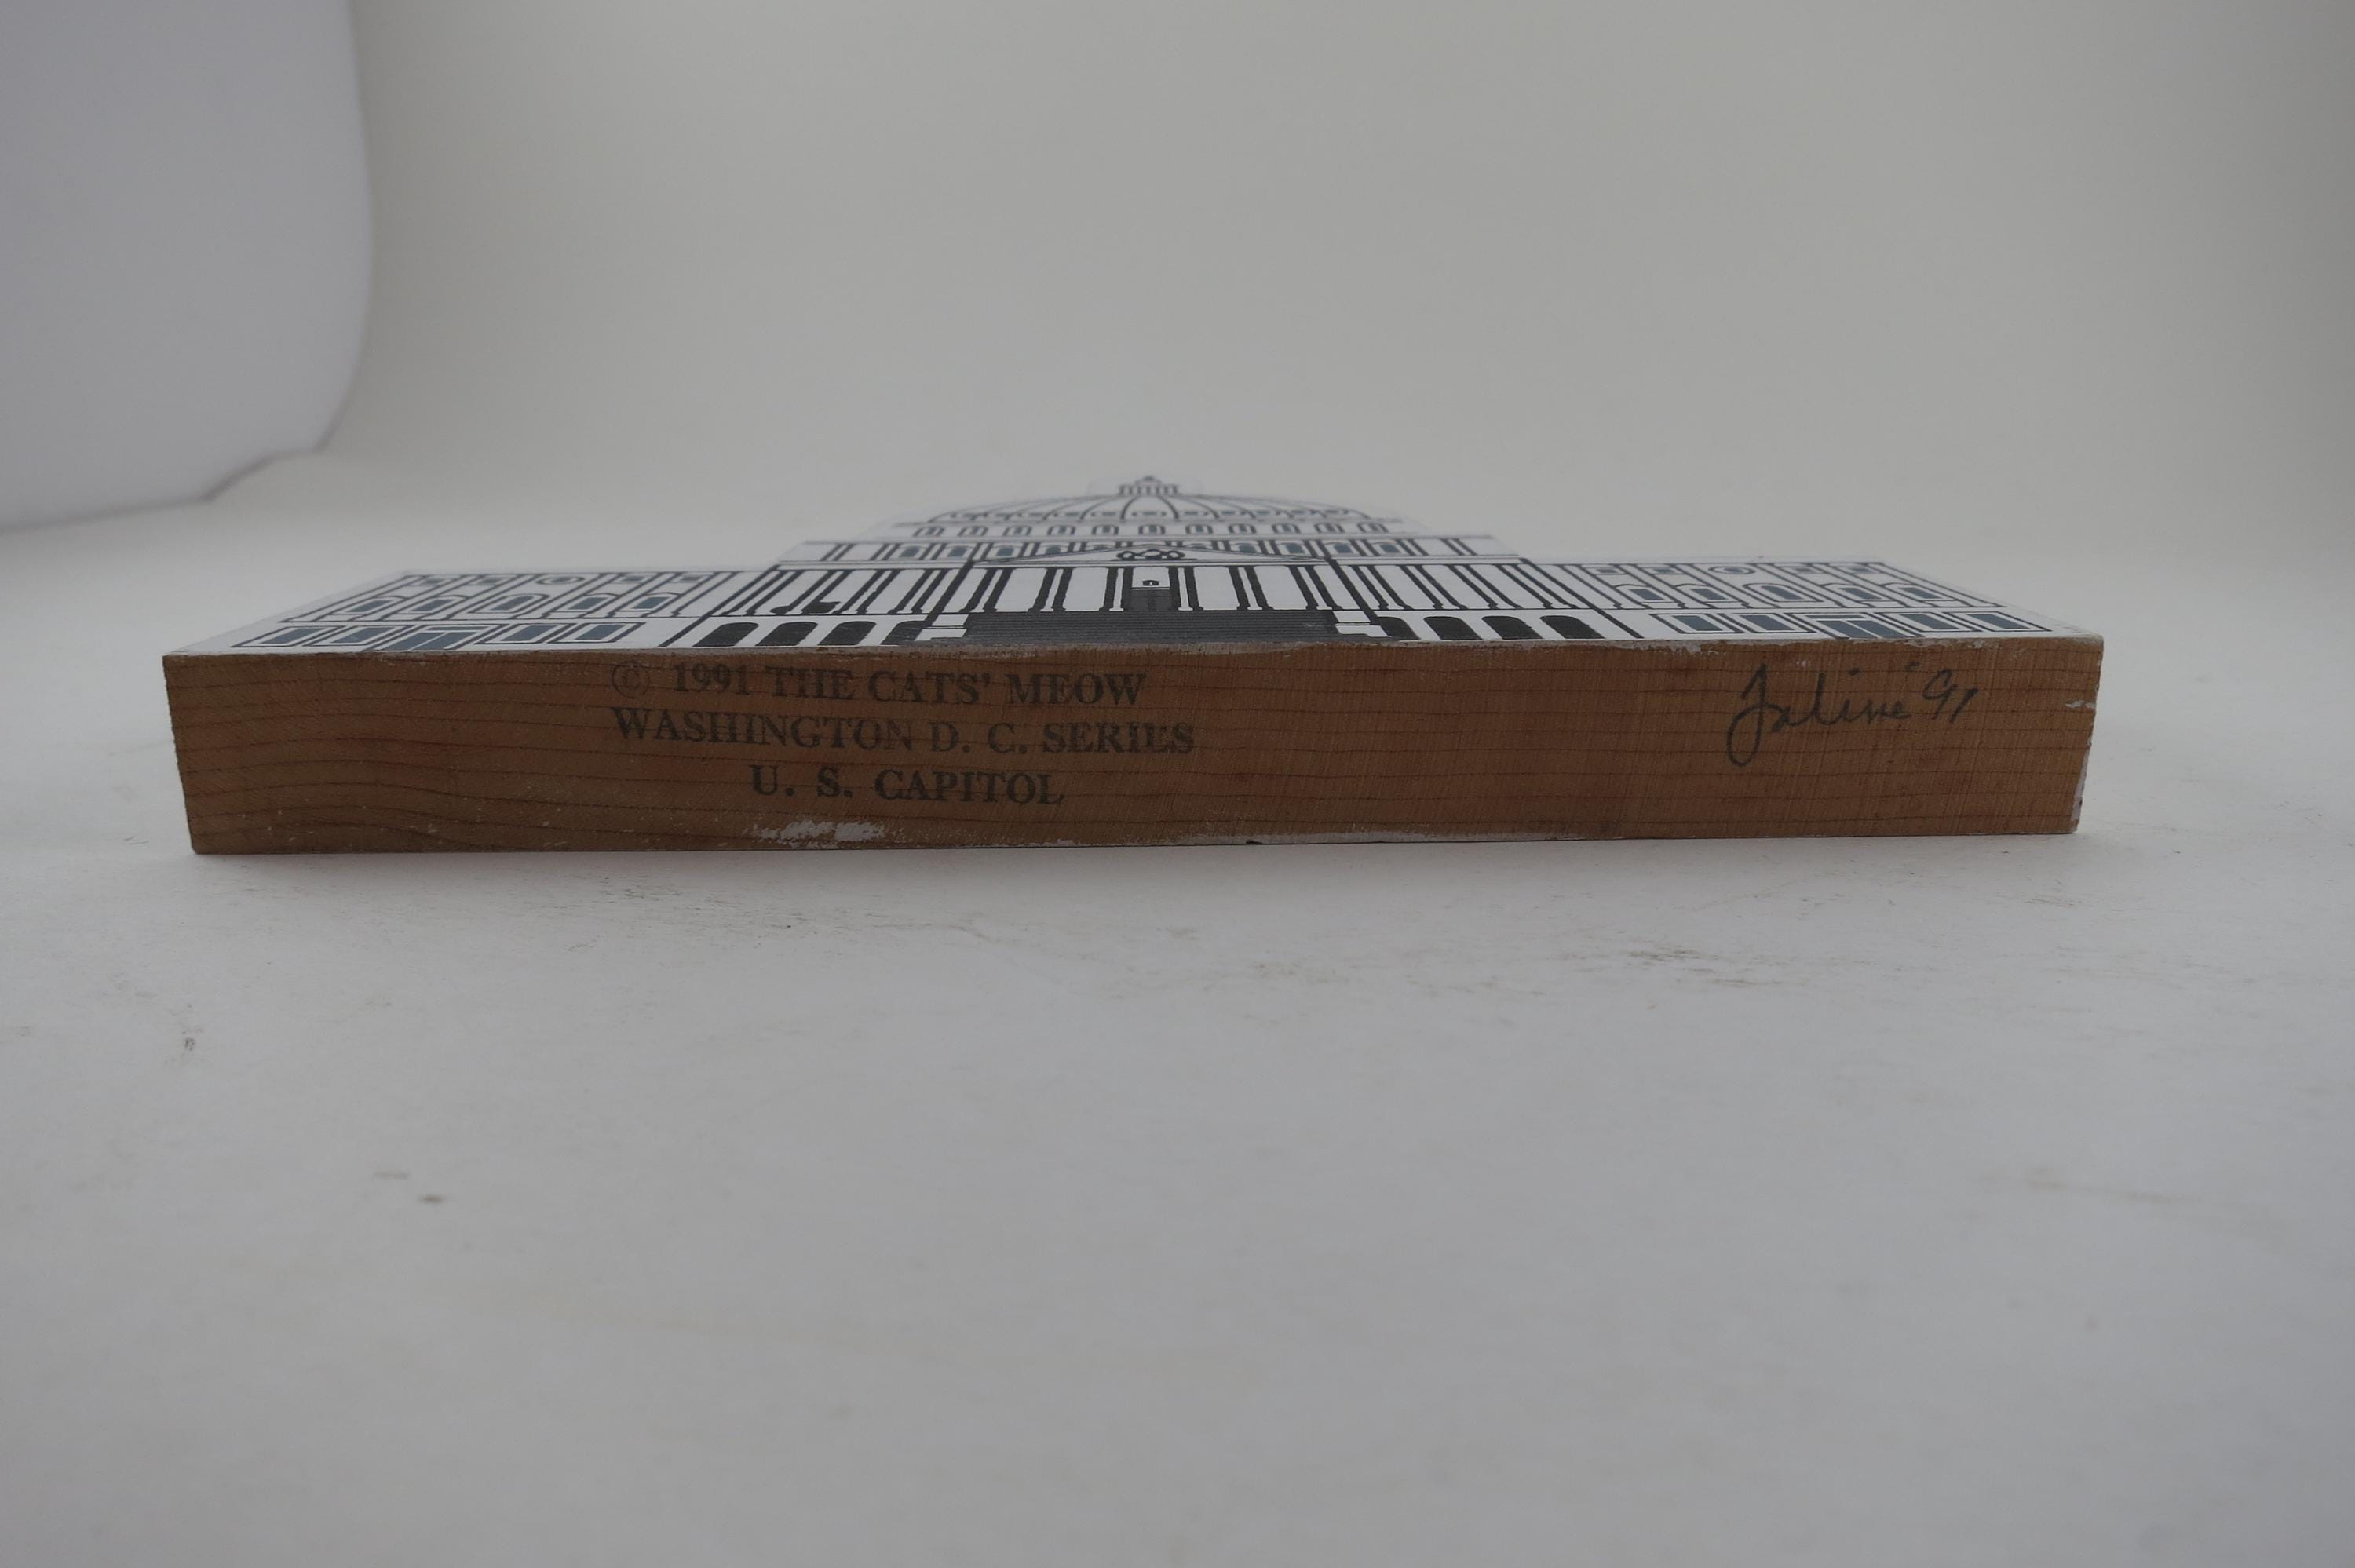 © 1991 THE CATS' MEOW
WASHINGTON D. C. SERIES
U. S. CAPITOL
Faline '91